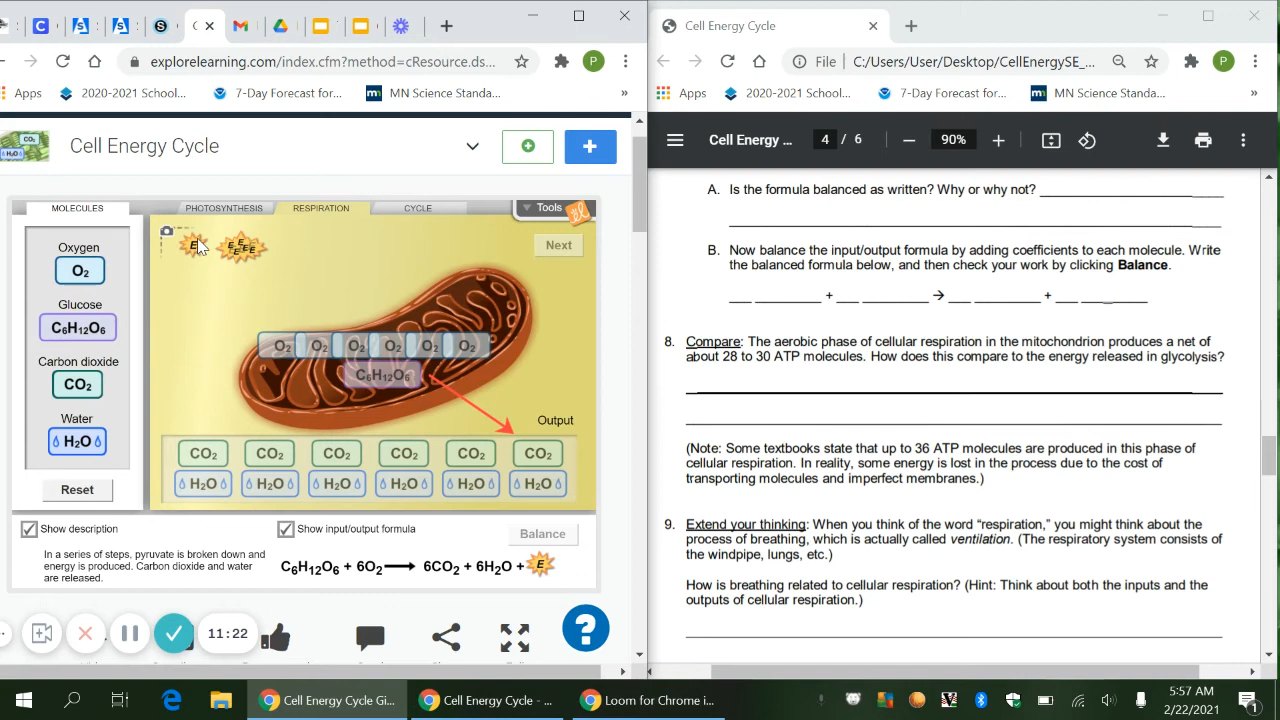 Cell Energy Cycle
explorelearning.com/index.cfm?method=cResource.ds...
P
File
C:/Users/User/Desktop/CellEnergySE_...
P
Apps
2020-2021 School...
7-Day Forecast for...
MN Science Standa...
»
Apps
2020-2021 School...
7-Day Forecast for...
MN Science Standa...
»
Cell Energy Cycle
Cell Energy ...
4 / 6
90%
MOLECULES
PHOTOSYNTHESIS
RESPIRATION
CYCLE
Tools
Oxygen
O₂
Glucose
C₆H₁₂O₆
Carbon dioxide
CO₂
Water
H₂O
Reset
E
E E E E E
Next
O₂ O₂ O₂ O₂ O₂ O₂
C₆H₁₂O₆
Output
CO₂ CO₂ CO₂ CO₂ CO₂ CO₂
H₂O H₂O H₂O H₂O H₂O H₂O
Show description
Show input/output formula
Balance
In a series of steps, pyruvate is broken down and
energy is produced. Carbon dioxide and water
are released.
C₆H₁₂O₆ + 6O₂ ⟶ 6CO₂ + 6H₂O + E
11:22
?
A. Is the formula balanced as written? Why or why not? ____________________
B. Now balance the input/output formula by adding coefficients to each molecule. Write
the balanced formula below, and then check your work by clicking Balance.
___ _________ + ___ _________ → ___ _________ + ___ _________
8. Compare: The aerobic phase of cellular respiration in the mitochondrion produces a net of
about 28 to 30 ATP molecules. How does this compare to the energy released in glycolysis?
(Note: Some textbooks state that up to 36 ATP molecules are produced in this phase of
cellular respiration. In reality, some energy is lost in the process due to the cost of
transporting molecules and imperfect membranes.)
9. Extend your thinking: When you think of the word “respiration,” you might think about the
process of breathing, which is actually called ventilation. (The respiratory system consists of
the windpipe, lungs, etc.)
How is breathing related to cellular respiration? (Hint: Think about both the inputs and the
outputs of cellular respiration.)
Cell Energy Cycle Gi...
Cell Energy Cycle - ...
Loom for Chrome i...
5:57 AM
2/22/2021